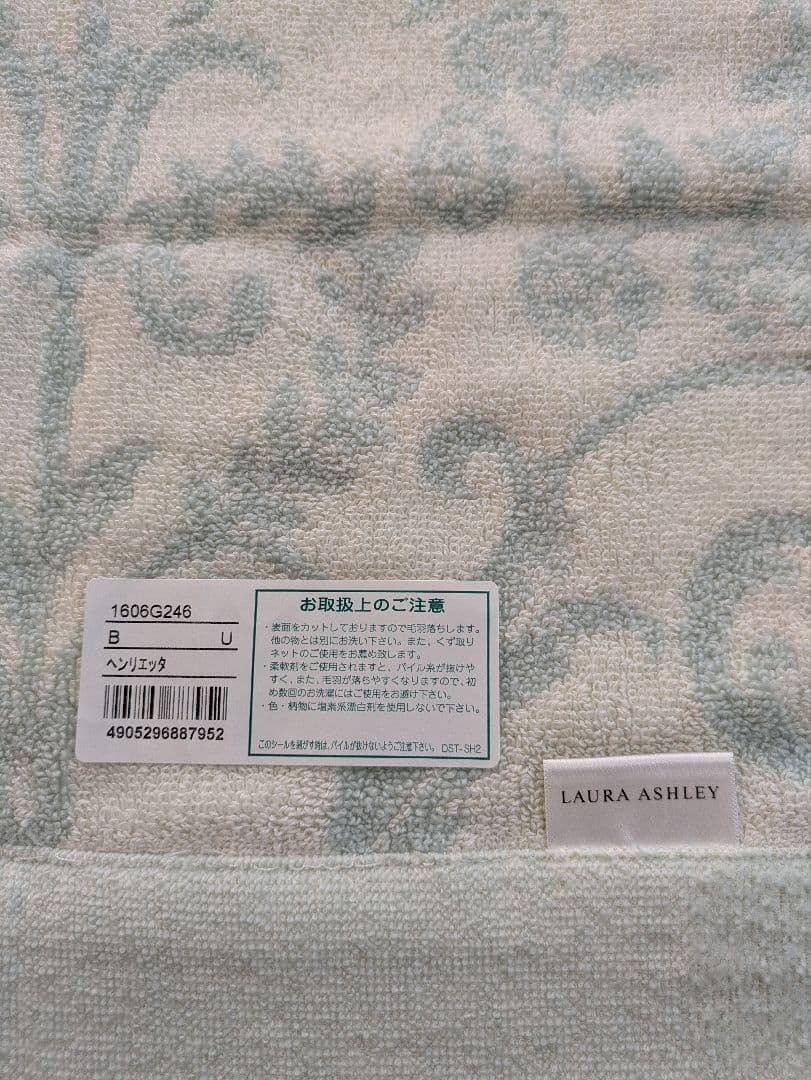 1606G246
B U
ヘンリエッタ
4905296887952
お取扱上のご注意
・表面をカットしておりますので毛羽落ちします。
他の物とは別にお洗い下さい。また、くず取り
ネットのご使用をお薦め致します。
・柔軟剤をご使用されますと、パイル糸が抜けや
すく、また、毛羽が落ちやすくなりますので、初
め数回のお洗濯にはご使用をお避け下さい。
・色・柄物に塩素系漂白剤を使用しないで下さい。
このシールを剥がす時は、パイルが抜けないようご注意下さい。 DST-SH2
LAURA ASHLEY